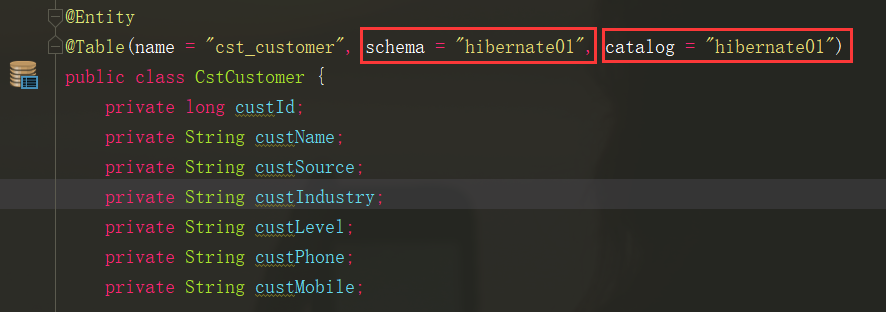 @Entity
@Table(name = "cst_customer", schema = "hibernate01", catalog = "hibernate01")
public class CstCustomer {
private long custId;
private String custName;
private String custSource;
private String custIndustry;
private String custLevel;
private String custPhone;
private String custMobile;